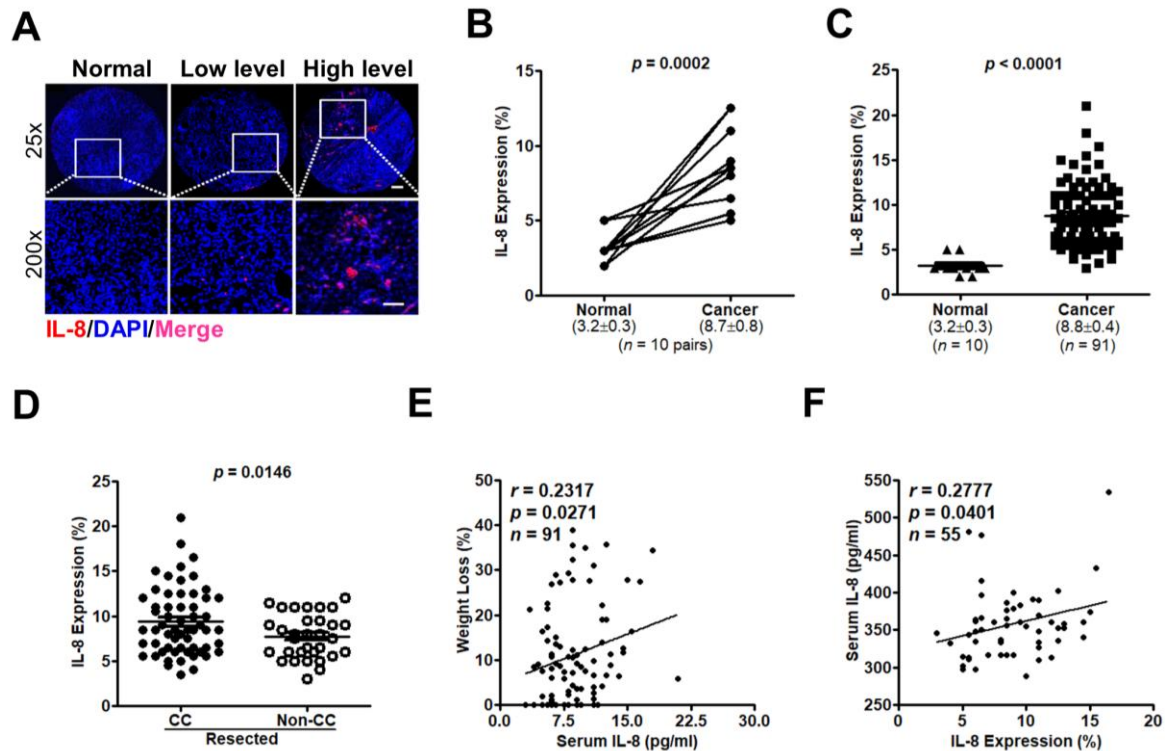 A
Normal Low level High level
25x
200x
IL-8/DAPI/Merge
B
p = 0.0002
IL-8 Expression (%)
15
10
5
0
Normal Cancer
(3.2±0.3) (8.7±0.8)
(n = 10 pairs)
C
p < 0.0001
IL-8 Expression (%)
25
20
15
10
5
0
Normal Cancer
(3.2±0.3) (8.8±0.4)
(n = 10) (n = 91)
D
p = 0.0146
IL-8 Expression (%)
25
20
15
10
5
0
CC Non-CC
Resected
E
r = 0.2317
p = 0.0271
n = 91
Weight Loss (%)
50
40
30
20
10
0
0.0 7.5 15.0 22.5 30.0
Serum IL-8 (pg/ml)
F
r = 0.2777
p = 0.0401
n = 55
Serum IL-8 (pg/ml)
550
500
450
400
350
300
250
0 5 10 15 20
IL-8 Expression (%)